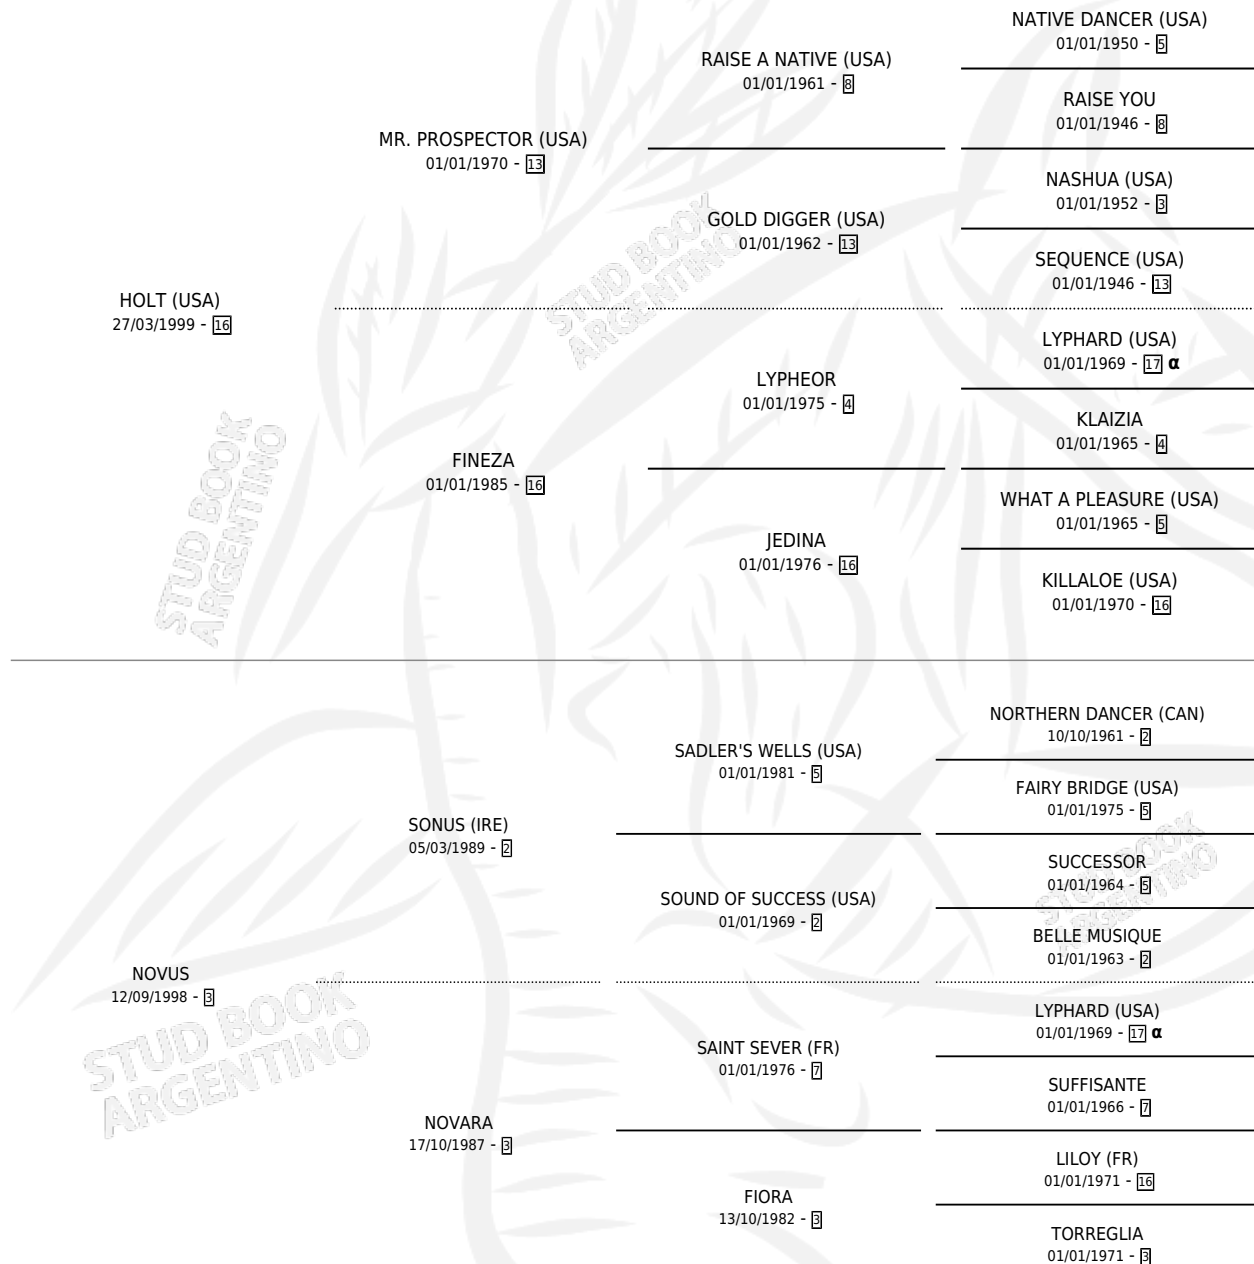 NATIVE DANCER (USA)
01/01/1950 - 5
RAISE A NATIVE (USA)
01/01/1961 - 8
RAISE YOU
01/01/1946 - 8
MR. PROSPECTOR (USA)
01/01/1970 - 13
NASHUA (USA)
01/01/1952 - 3
GOLD DIGGER (USA)
01/01/1962 - 13
SEQUENCE (USA)
01/01/1946 - 13
STUD BOOK
ARGENTINO
HOLT (USA)
27/03/1999 - 16
LYPHARD (USA)
01/01/1969 - 17 α
LYPHEOR
01/01/1975 - 4
KLAIZIA
01/01/1965 - 4
FINEZA
01/01/1985 - 16
WHAT A PLEASURE (USA)
01/01/1965 - 5
JEDINA
01/01/1976 - 16
KILLALOE (USA)
01/01/1970 - 16
STUD BOOK
ARGENTINO
NORTHERN DANCER (CAN)
10/10/1961 - 2
SADLER'S WELLS (USA)
01/01/1981 - 5
FAIRY BRIDGE (USA)
01/01/1975 - 5
SONUS (IRE)
05/03/1989 - 2
SUCCESSOR
01/01/1964 - 5
SOUND OF SUCCESS (USA)
01/01/1969 - 2
BELLE MUSIQUE
01/01/1963 - 2
STUD BOOK
ARGENTINO
NOVUS
12/09/1998 - 3
LYPHARD (USA)
01/01/1969 - 17 α
SAINT SEVER (FR)
01/01/1976 - 7
SUFFISANTE
01/01/1966 - 7
NOVARA
17/10/1987 - 3
LILOY (FR)
01/01/1971 - 16
FIORA
13/10/1982 - 3
TORREGLIA
01/01/1971 - 3
STUD BOOK
ARGENTINO